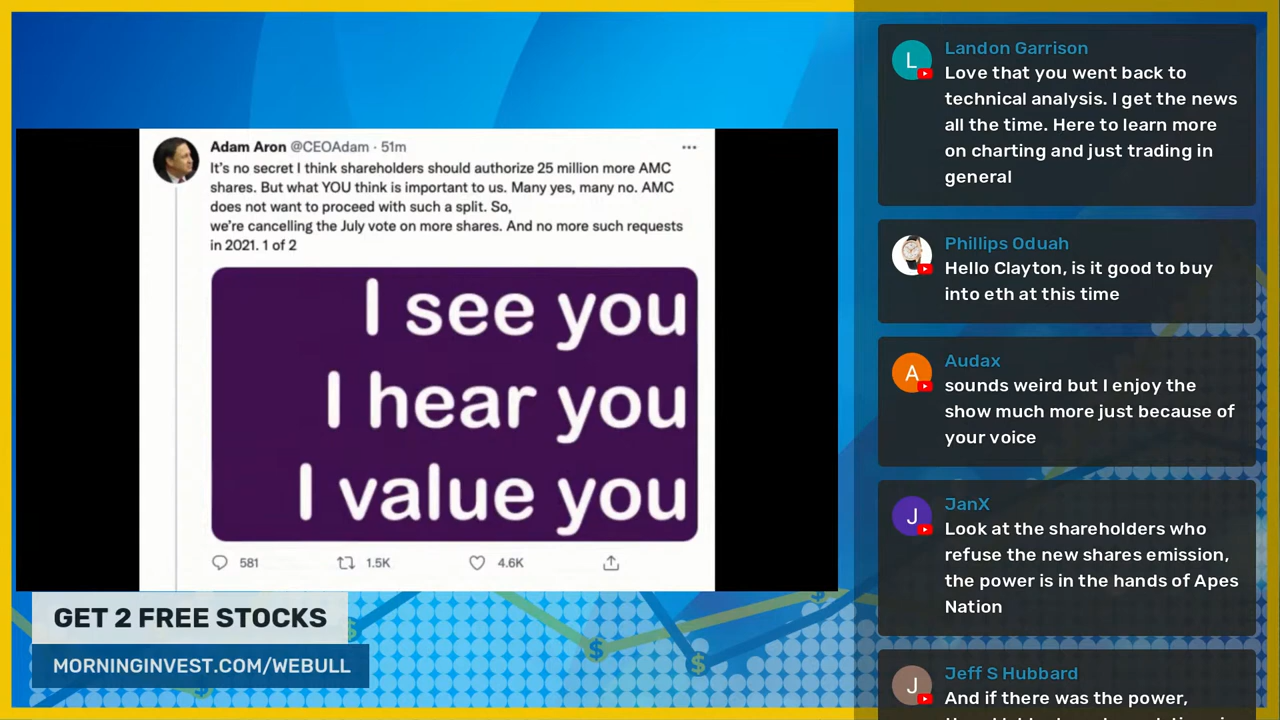 Adam Aron @CEOAdam · 51m
It's no secret I think shareholders should authorize 25 million more AMC
shares. But what YOU think is important to us. Many yes, many no. AMC
does not want to proceed with such a split. So,
we're cancelling the July vote on more shares. And no more such requests
in 2021. 1 of 2
I see you
I hear you
I value you
581 1.5K 4.6K
GET 2 FREE STOCKS
MORNINGINVEST.COM/WEBULL
L
Landon Garrison
Love that you went back to
technical analysis. I get the news
all the time. Here to learn more
on charting and just trading in
general
Phillips Oduah
Hello Clayton, is it good to buy
into eth at this time
A
Audax
sounds weird but I enjoy the
show much more just because of
your voice
J
JanX
Look at the shareholders who
refuse the new shares emission,
the power is in the hands of Apes
Nation
J
Jeff S Hubbard
And if there was the power,